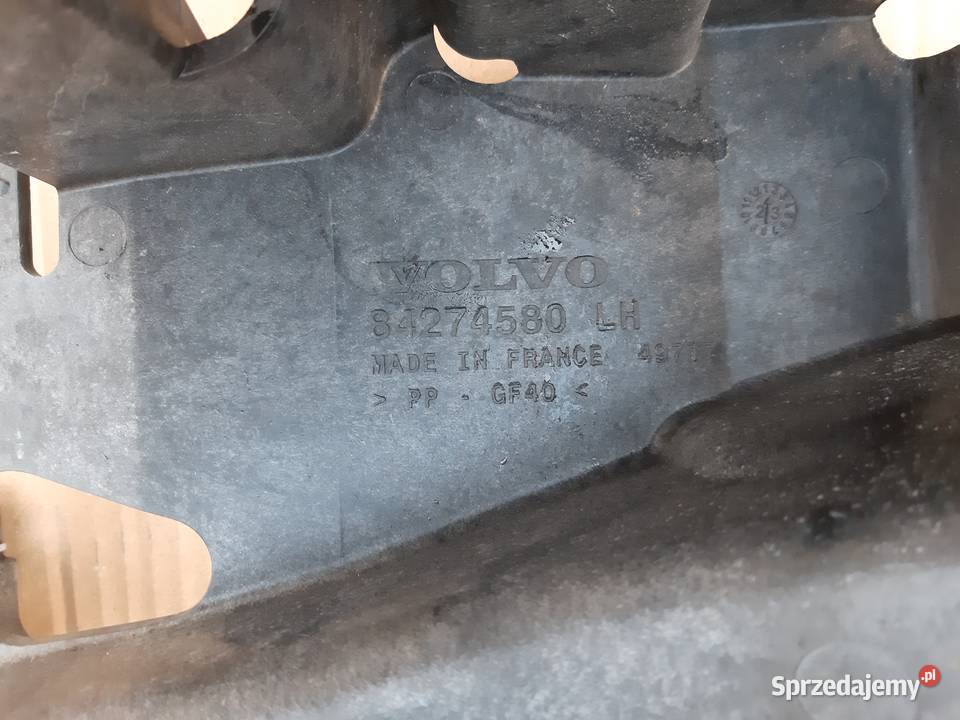 VOLVO
84274580 LH
MADE IN FRANCE
> PP - GF40 <
Sprzedajemy.pl